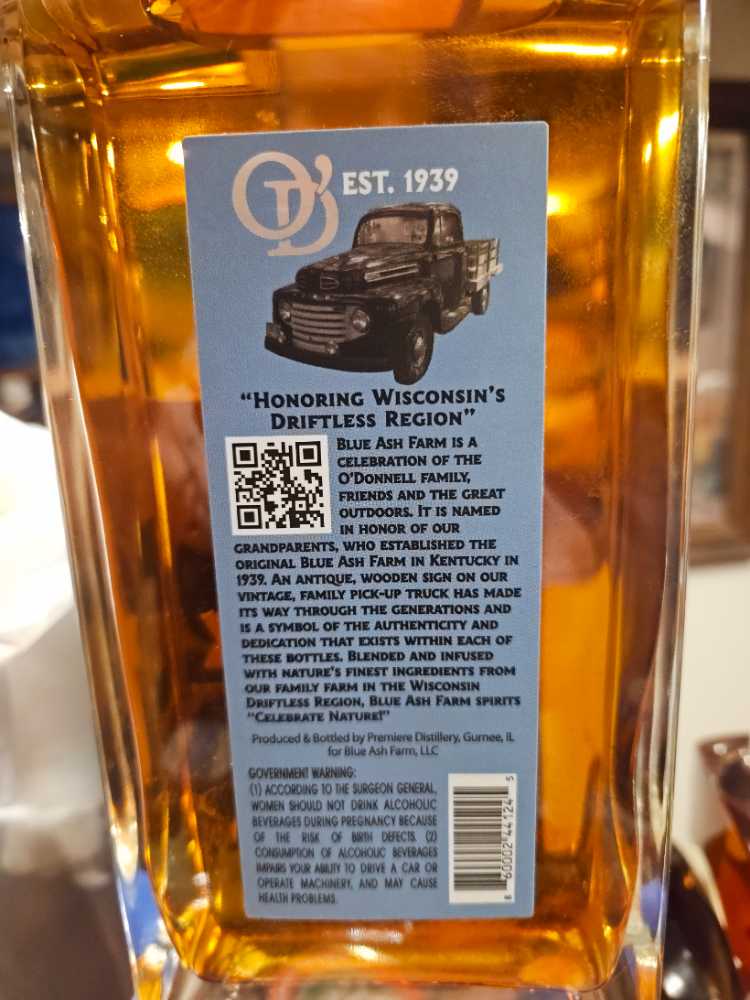 O'D
EST. 1939
“HONORING WISCONSIN'S
DRIFTLESS REGION”
BLUE ASH FARM IS A
CELEBRATION OF THE
O'DONNELL FAMILY,
FRIENDS AND THE GREAT
OUTDOORS. IT IS NAMED
IN HONOR OF OUR
GRANDPARENTS, WHO ESTABLISHED THE
ORIGINAL BLUE ASH FARM IN KENTUCKY IN
1939. AN ANTIQUE, WOODEN SIGN ON OUR
VINTAGE, FAMILY PICK-UP TRUCK HAS MADE
ITS WAY THROUGH THE GENERATIONS AND
IS A SYMBOL OF THE AUTHENTICITY AND
DEDICATION THAT EXISTS WITHIN EACH OF
THESE BOTTLES. BLENDED AND INFUSED
WITH NATURE'S FINEST INGREDIENTS FROM
OUR FAMILY FARM IN THE WISCONSIN
DRIFTLESS REGION, BLUE ASH FARM SPIRITS
“CELEBRATE NATURE!”
Produced & Bottled by Premiere Distillery, Gurnee, IL
for Blue Ash Farm, LLC
GOVERNMENT WARNING:
(1) ACCORDING TO THE SURGEON GENERAL,
WOMEN SHOULD NOT DRINK ALCOHOLIC
BEVERAGES DURING PREGNANCY BECAUSE
OF THE RISK OF BIRTH DEFECTS. (2)
CONSUMPTION OF ALCOHOLIC BEVERAGES
IMPAIRS YOUR ABILITY TO DRIVE A CAR OR
OPERATE MACHINERY, AND MAY CAUSE
HEALTH PROBLEMS.
8 60002 44124 5